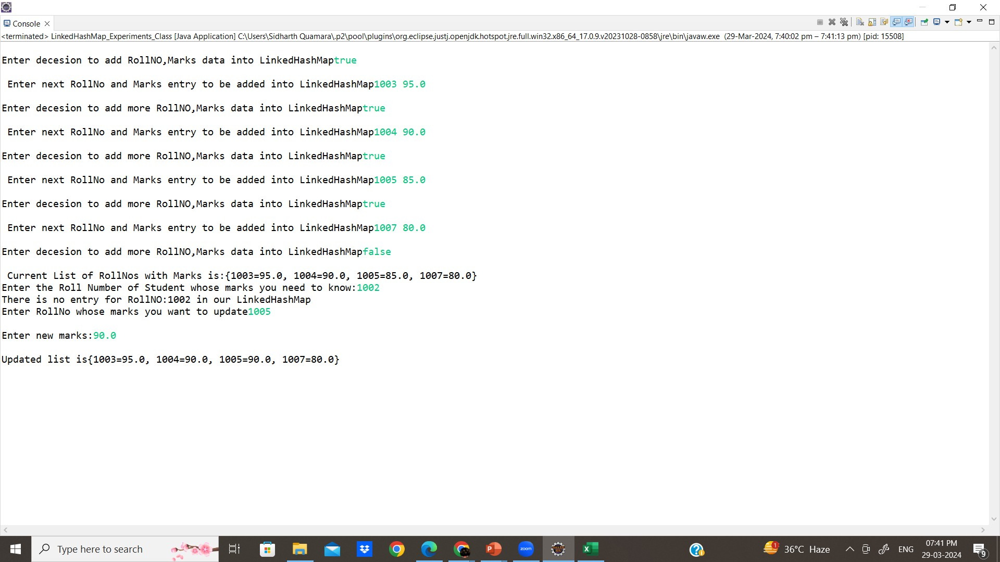 Console
<terminated> LinkedHashMap_Experiments_Class [Java Application] C:\Users\Sidharth Quamara\.p2\pool\plugins\org.eclipse.justj.openjdk.hotspot.jre.full.win32.x86_64_17.0.9.v20231028-0858\jre\bin\javaw.exe (29-Mar-2024, 7:40:02 pm – 7:41:13 pm) [pid: 15508]
Enter decesion to add RollNO,Marks data into LinkedHashMaptrue
Enter next RollNo and Marks entry to be added into LinkedHashMap1003 95.0
Enter decesion to add more RollNO,Marks data into LinkedHashMaptrue
Enter next RollNo and Marks entry to be added into LinkedHashMap1004 90.0
Enter decesion to add more RollNO,Marks data into LinkedHashMaptrue
Enter next RollNo and Marks entry to be added into LinkedHashMap1005 85.0
Enter decesion to add more RollNO,Marks data into LinkedHashMaptrue
Enter next RollNo and Marks entry to be added into LinkedHashMap1007 80.0
Enter decesion to add more RollNO,Marks data into LinkedHashMapfalse
Current List of RollNos with Marks is:{1003=95.0, 1004=90.0, 1005=85.0, 1007=80.0}
Enter the Roll Number of Student whose marks you need to know:1002
There is no entry for RollNO:1002 in our LinkedHashMap
Enter RollNo whose marks you want to update1005
Enter new marks:90.0
Updated list is{1003=95.0, 1004=90.0, 1005=90.0, 1007=80.0}
Type here to search
zoom
1
36°C Haze
ENG
07:41 PM
29-03-2024
9